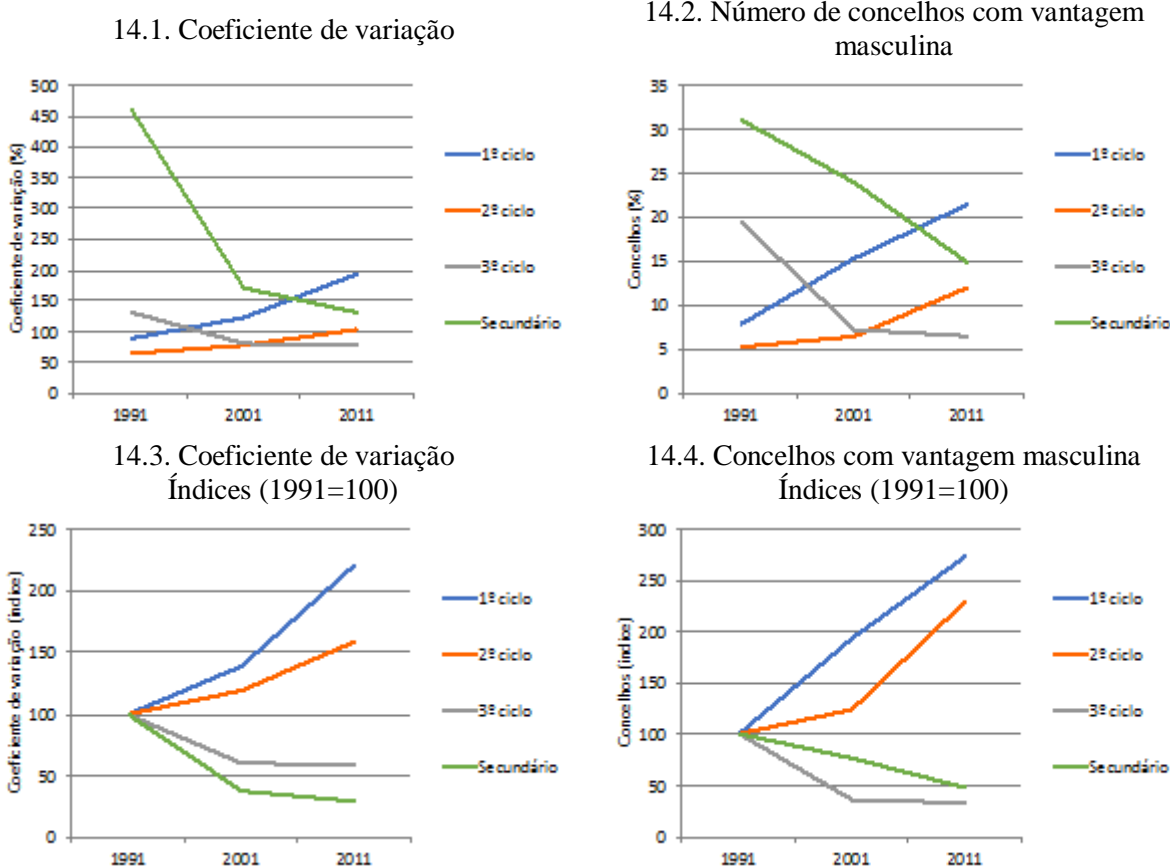 14.1. Coeficiente de variação
500
450
400
350
300
250
200
150
100
50
0
Coeficiente de variação (%)
1991
2001
2011
1º ciclo
2º ciclo
3º ciclo
Secundário
14.2. Número de concelhos com vantagem
masculina
35
30
25
20
15
10
5
0
Concelhos (%)
1991
2001
2011
1º ciclo
2º ciclo
3º ciclo
Secundário
14.3. Coeficiente de variação
Índices (1991=100)
250
200
150
100
50
0
Coeficiente de variação (índice)
1991
2001
2011
1º ciclo
2º ciclo
3º ciclo
Secundário
14.4. Concelhos com vantagem masculina
Índices (1991=100)
300
250
200
150
100
50
0
Concelhos (índice)
1991
2001
2011
1º ciclo
2º ciclo
3º ciclo
Secundário